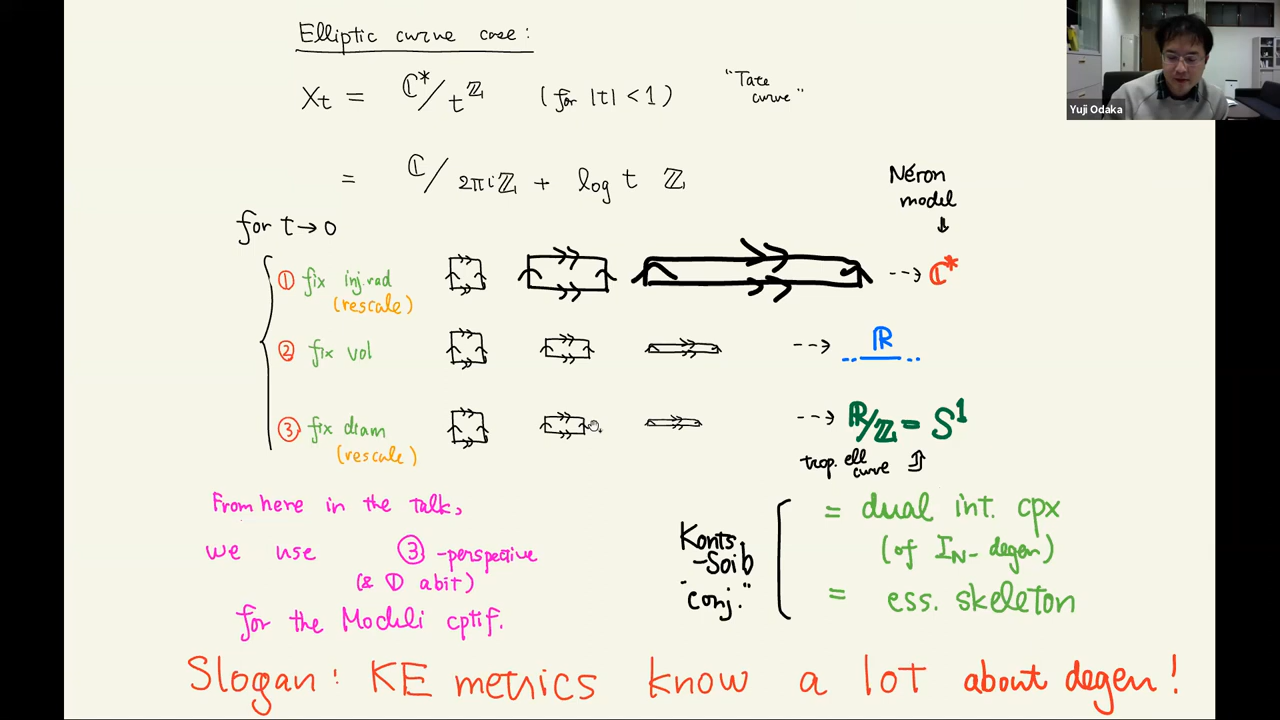 Elliptic curve case:
Xt = ℂ*/tℤ (for |t| < 1) "Tate curve"
= ℂ/2πiℤ + log t ℤ
for t → 0
Néron model ↓
① fix inj.rad (rescale) ⇢ ℂ*
② fix vol ⇢ ℝ
③ fix diam (rescale) ⇢ ℝ/ℤ = S¹
trop. ell curve ⇑
From here in the talk,
we use ③ -perspective
(& ① abit)
for the Moduli cptif.
Konts. -Soib "conj."
= dual int. cpx
(of IN- degen)
= ess. skeleton
Slogan: KE metrics know a lot about degen!
Yuji Odaka